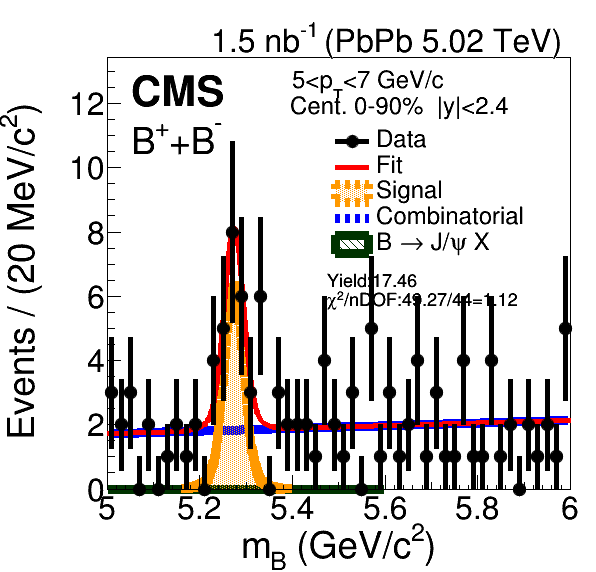 1.5 nb⁻¹ (PbPb 5.02 TeV)
CMS
B⁺+B⁻
5<p_T<7 GeV/c
Cent. 0-90% |y|<2.4
Data
Fit
Signal
Combinatorial
B → J/ψ X
Yield:17.46
χ²/nDOF:49.27/44=1.12
Events / (20 MeV/c²)
12
10
8
6
4
2
0
5 5.2 5.4 5.6 5.8 6
m_B (GeV/c²)